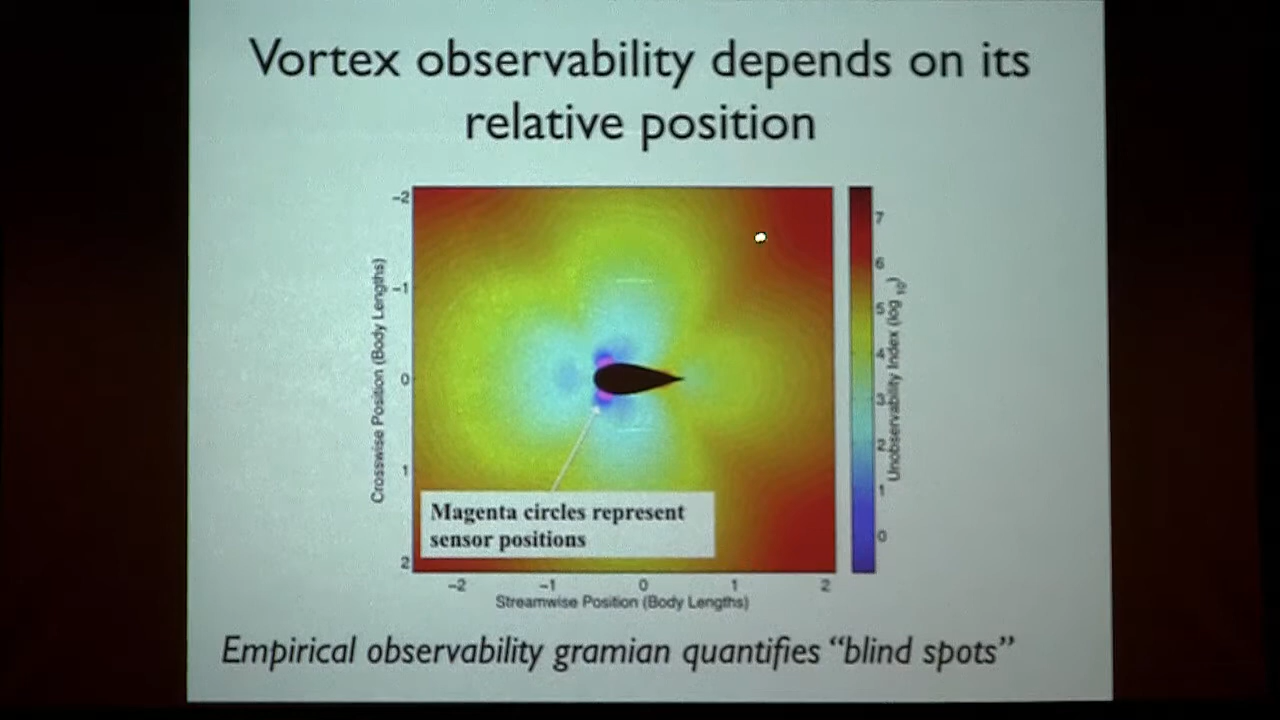 Vortex observability depends on its
relative position
-2
-1
0
1
2
Crosswise Position (Body Lengths)
Magenta circles represent
sensor positions
-2
-1
0
1
2
Streamwise Position (Body Lengths)
7
6
5
4
3
2
1
0
Unobservability Index (log 10)
Empirical observability gramian quantifies “blind spots”